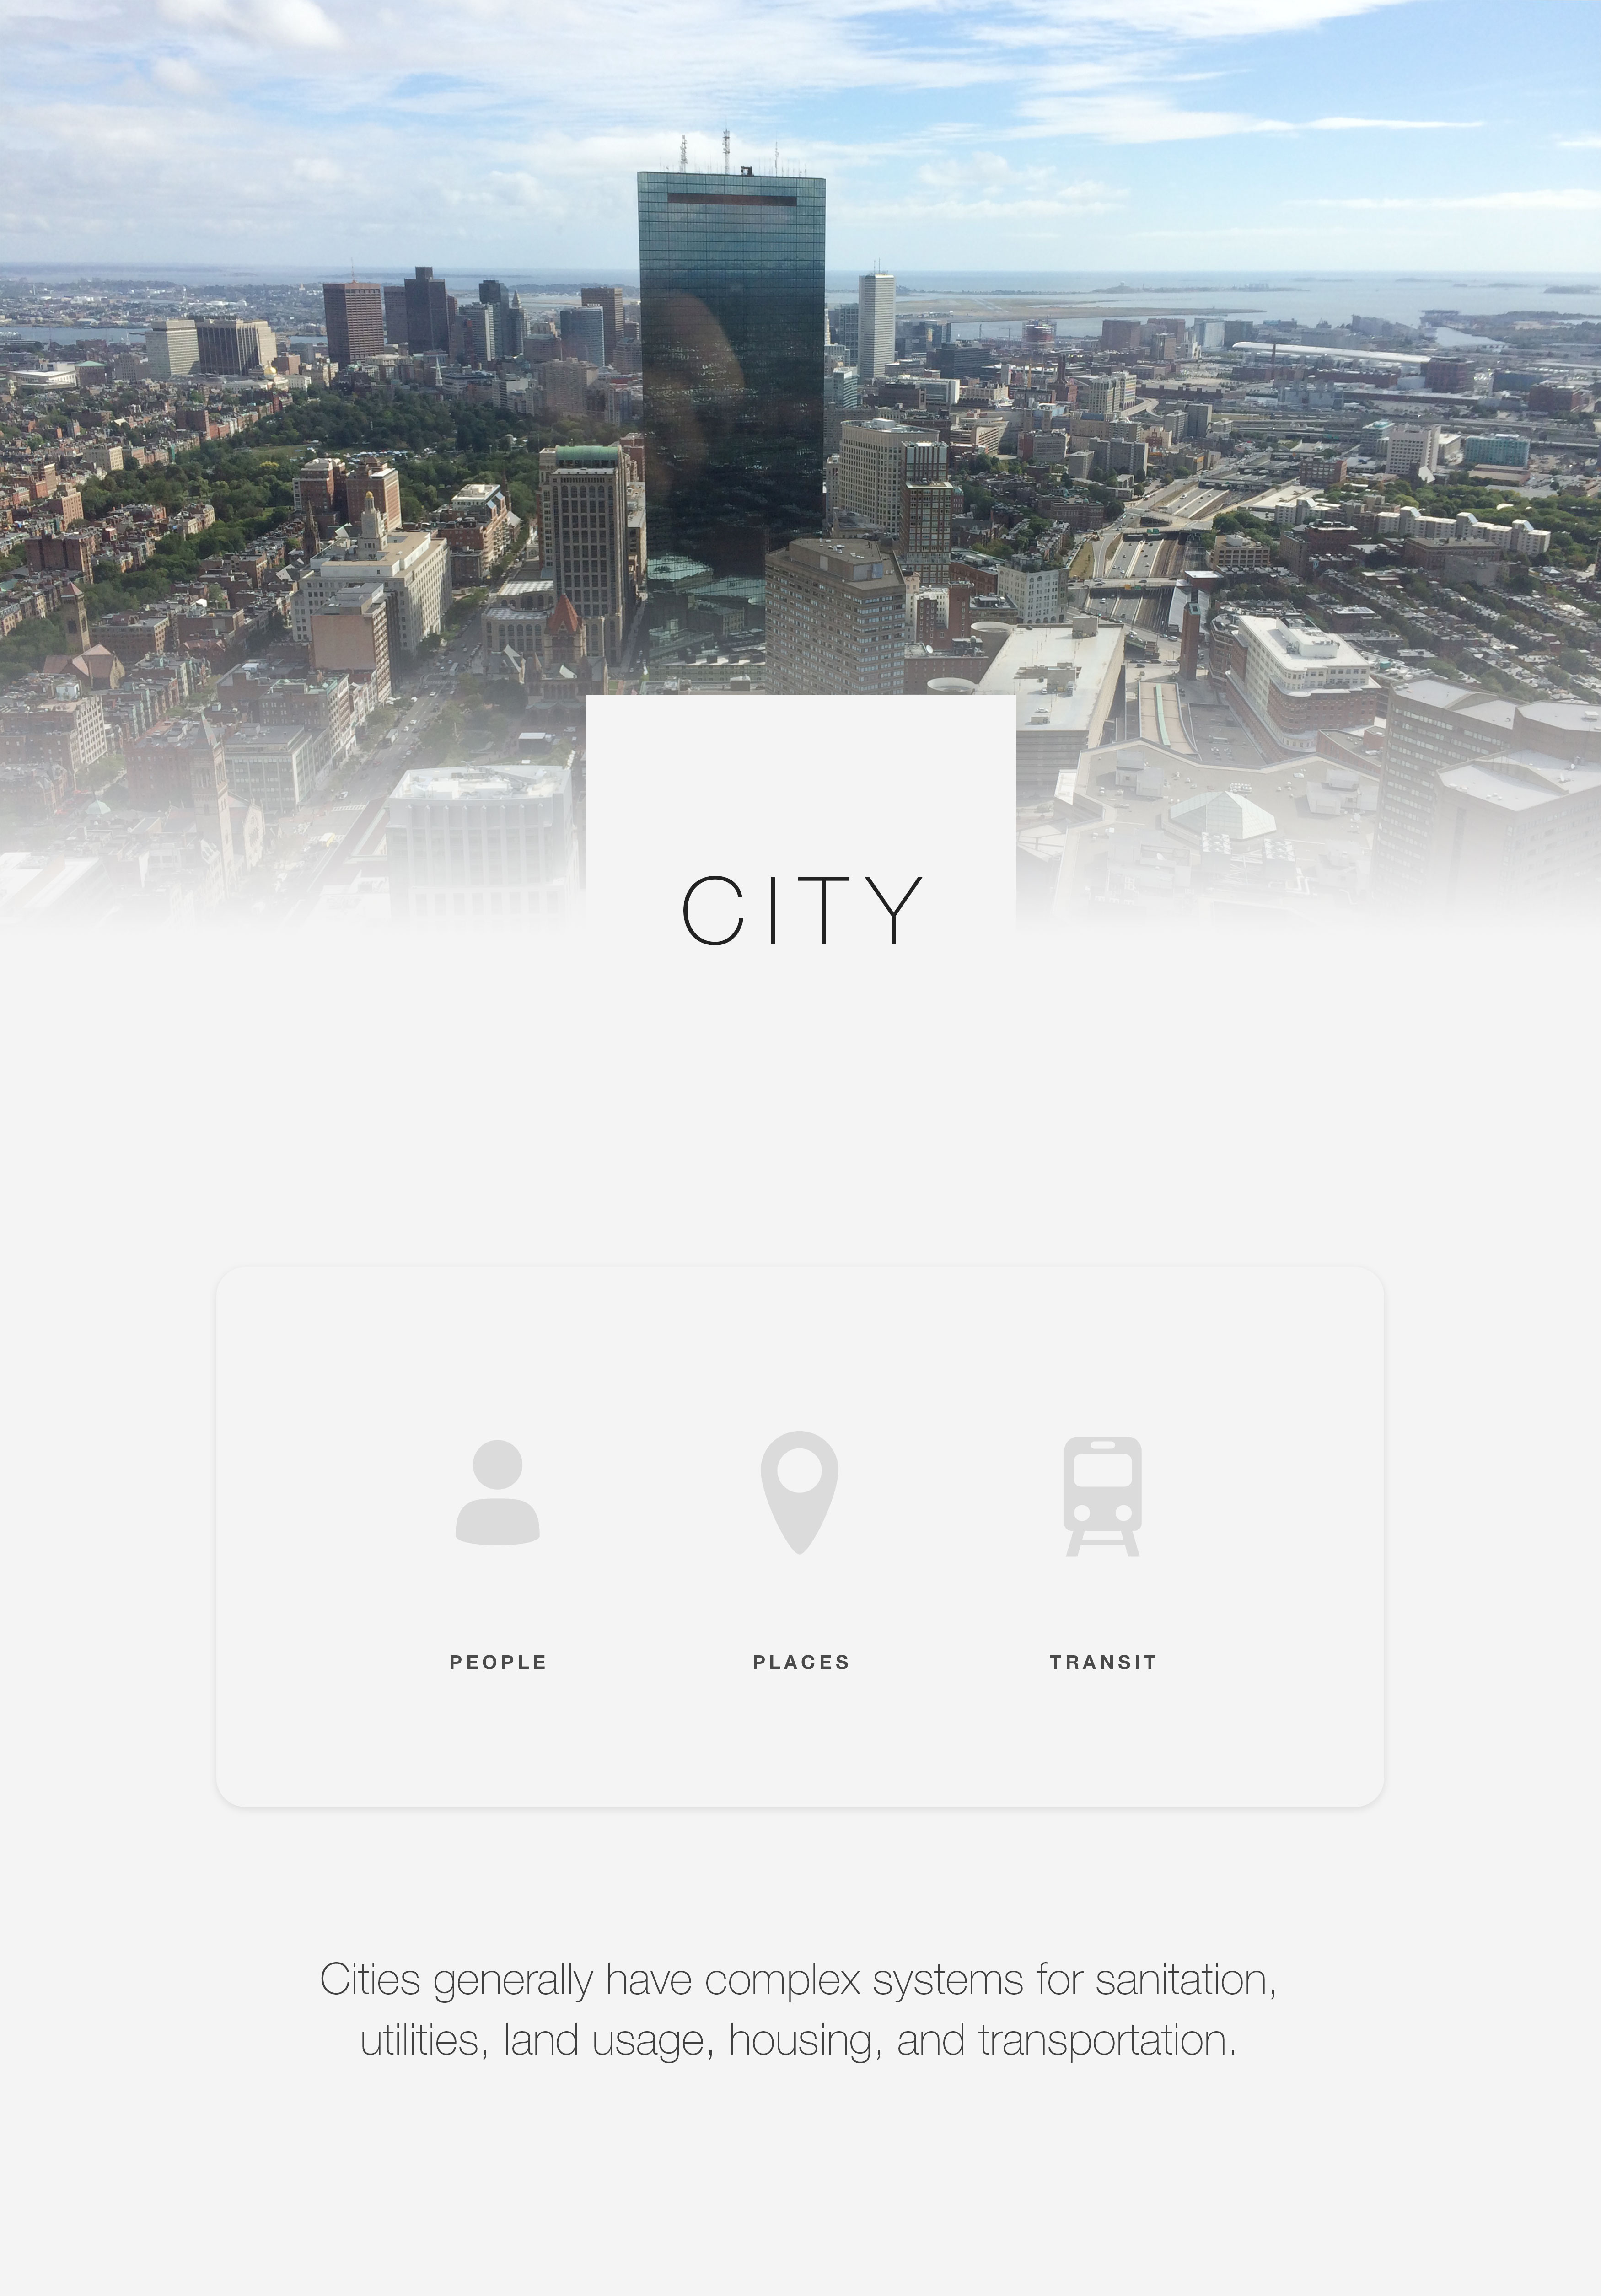 CITY
PEOPLE
PLACES
TRANSIT
Cities generally have complex systems for sanitation,
utilities, land usage, housing, and transportation.